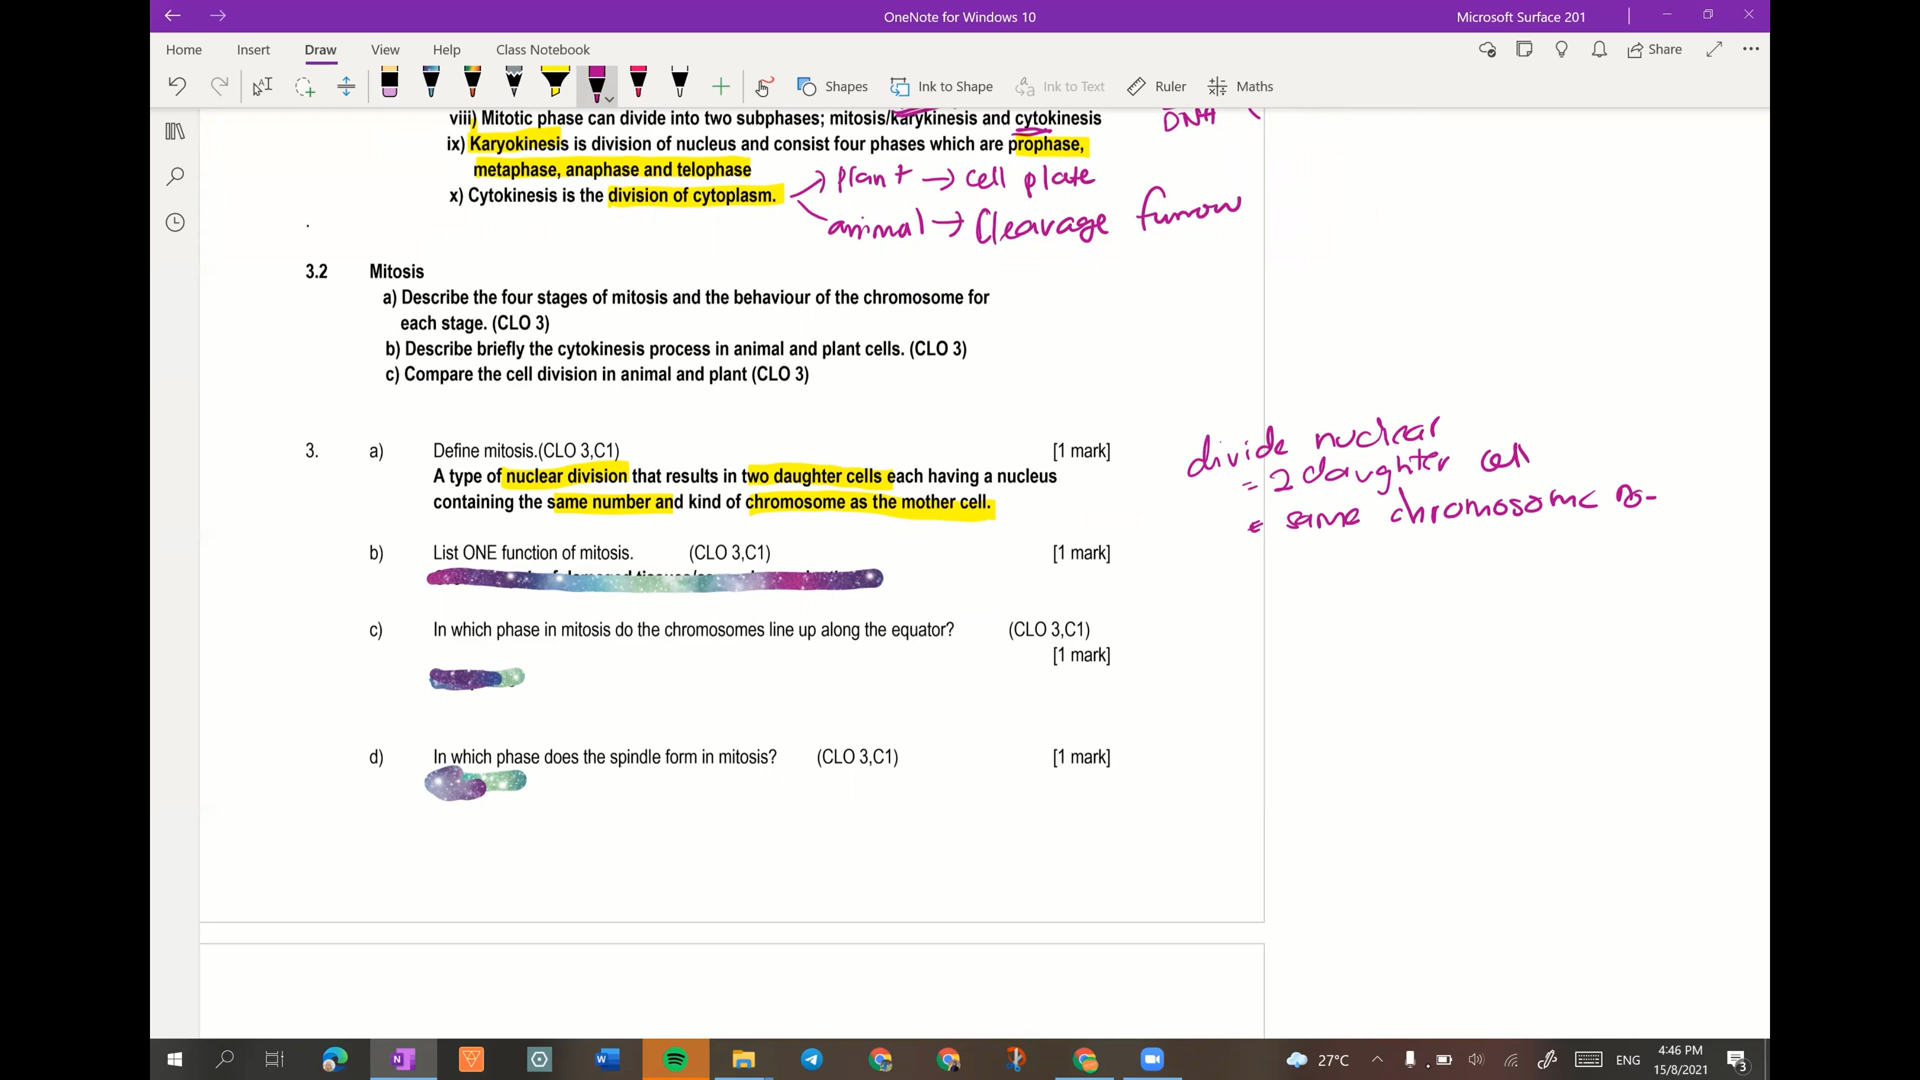 OneNote for Windows 10
Microsoft Surface 201
Home Insert Draw View Help Class Notebook
Share
Shapes Ink to Shape Ink to Text Ruler Maths
viii) Mitotic phase can divide into two subphases; mitosis/karykinesis and cytokinesis
DNA
ix) Karyokinesis is division of nucleus and consist four phases which are prophase,
metaphase, anaphase and telophase
x) Cytokinesis is the division of cytoplasm.
plant → cell plate
animal → Cleavage furrow
3.2 Mitosis
a) Describe the four stages of mitosis and the behaviour of the chromosome for
each stage. (CLO 3)
b) Describe briefly the cytokinesis process in animal and plant cells. (CLO 3)
c) Compare the cell division in animal and plant (CLO 3)
3. a) Define mitosis.(CLO 3,C1) [1 mark]
A type of nuclear division that results in two daughter cells each having a nucleus
containing the same number and kind of chromosome as the mother cell.
divide nuclear
= 2 daughter cell
same chromosome
b) List ONE function of mitosis. (CLO 3,C1) [1 mark]
c) In which phase in mitosis do the chromosomes line up along the equator? (CLO 3,C1)
[1 mark]
d) In which phase does the spindle form in mitosis? (CLO 3,C1) [1 mark]
27°C
ENG
4:46 PM
15/8/2021
3